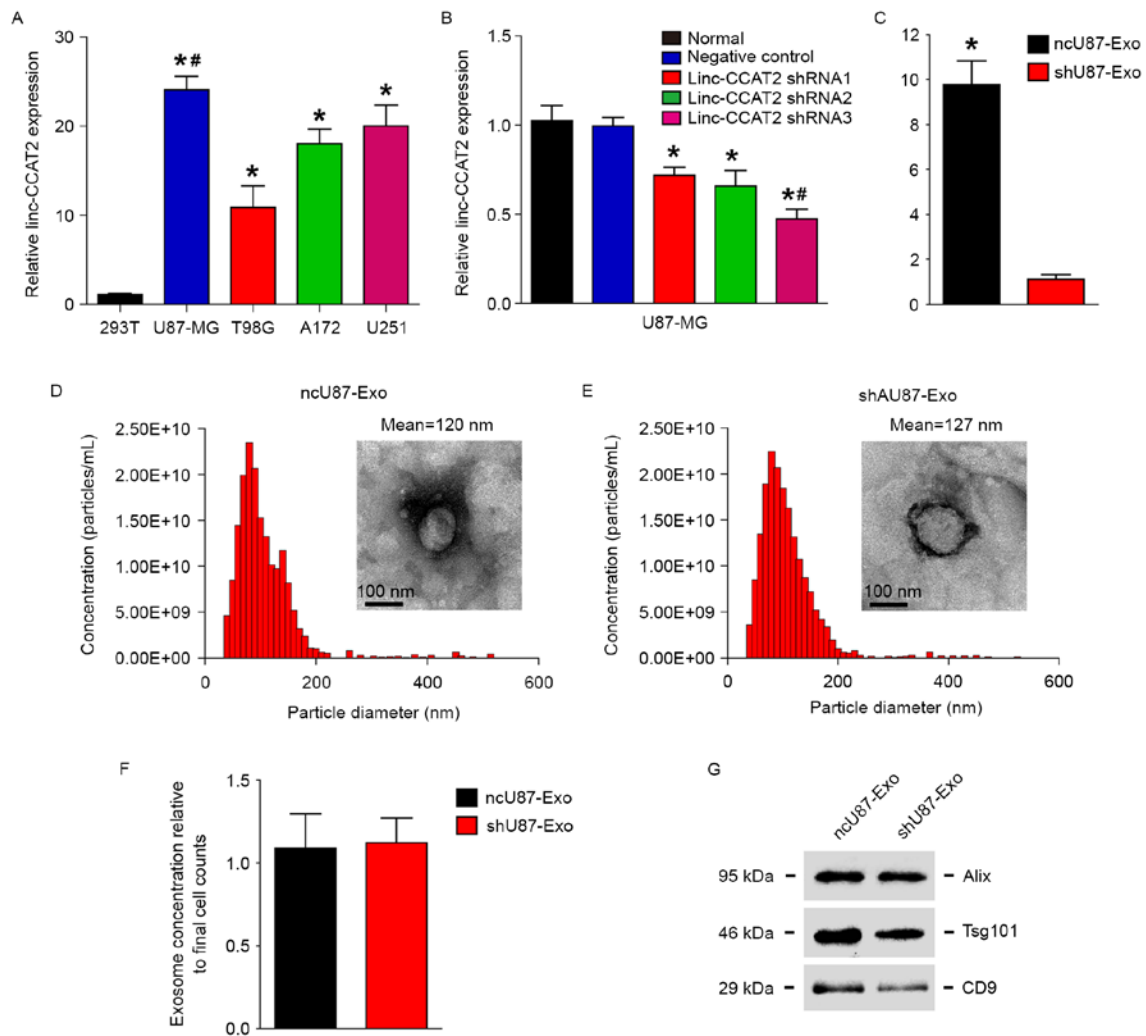 A
Relative linc-CCAT2 expression
30
20
10
0
*#
*
*
*
293T U87-MG T98G A172 U251
B
Relative linc-CCAT2 expression
1.5
1.0
0.5
0.0
Normal
Negative control
Linc-CCAT2 shRNA1
Linc-CCAT2 shRNA2
Linc-CCAT2 shRNA3
*
*
*#
U87-MG
C
12
10
8
6
4
2
0
*
ncU87-Exo
shU87-Exo
D
ncU87-Exo
Mean=120 nm
Concentration (particles/mL)
2.50E+10
2.00E+10
1.50E+10
1.00E+10
5.00E+09
0.00E+00
100 nm
0 200 400 600
Particle diameter (nm)
E
shAU87-Exo
Mean=127 nm
Concentration (particles/mL)
2.50E+10
2.00E+10
1.50E+10
1.00E+10
5.00E+09
0.00E+00
100 nm
0 200 400 600
Particle diameter (nm)
F
Exosome concentration relative
to final cell counts
1.5
1.0
0.5
0.0
ncU87-Exo
shU87-Exo
G
ncU87-Exo
shU87-Exo
95 kDa Alix
46 kDa Tsg101
29 kDa CD9